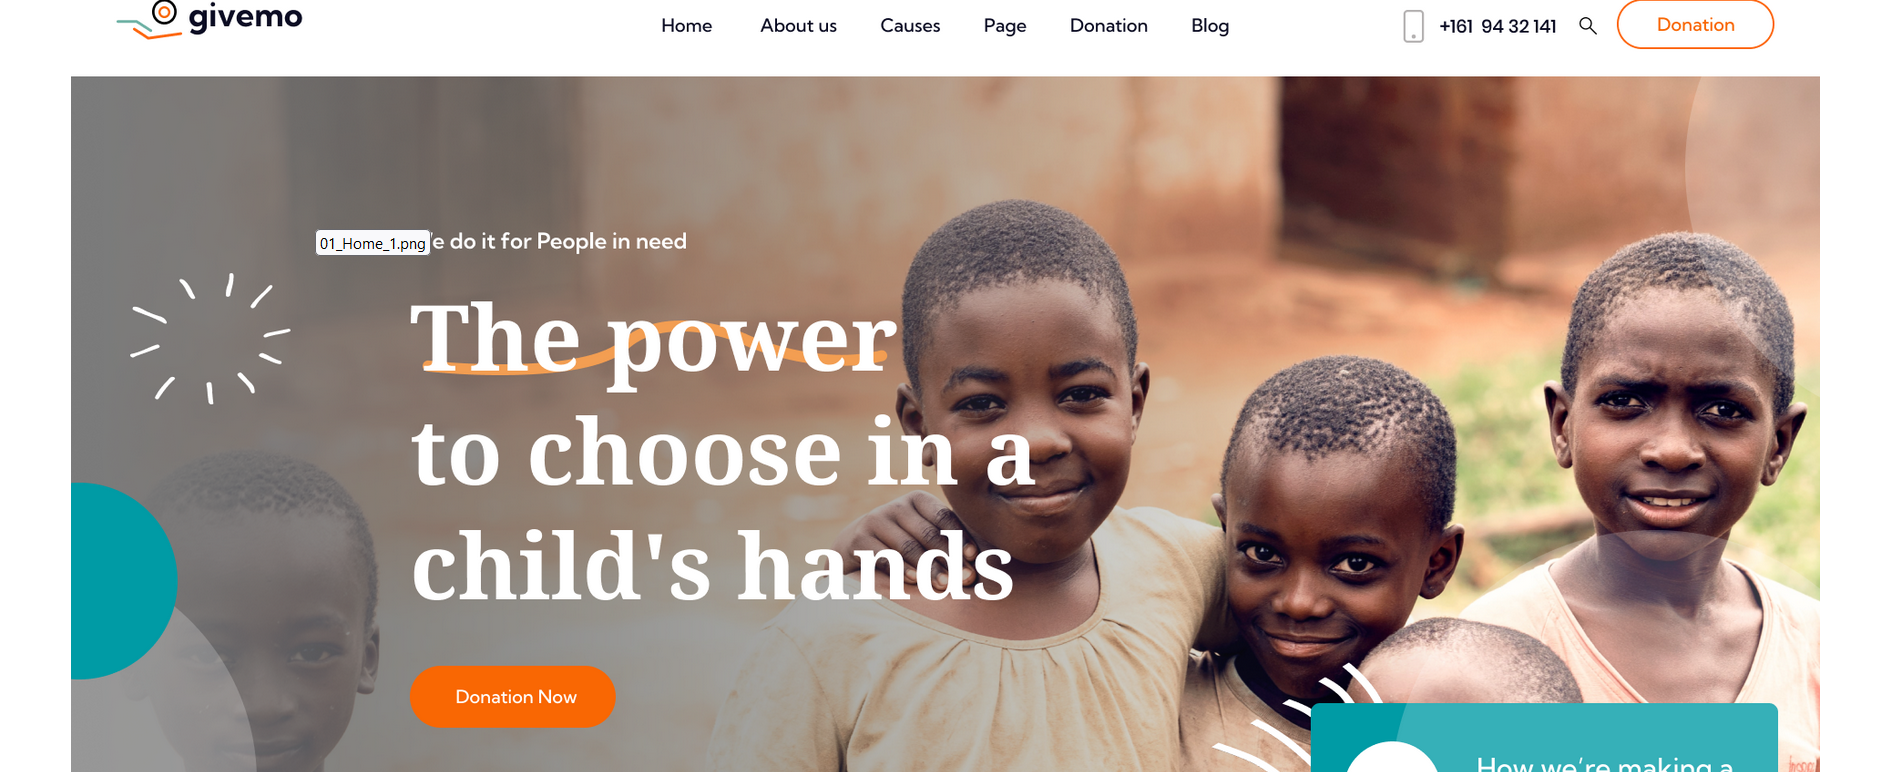 givemo
Home About us Causes Page Donation Blog +161 94 32 141 Donation
01_Home_1.png e do it for People in need
The power
to choose in a
child's hands
Donation Now
How we're making a